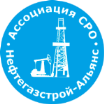 Ассоциация СРО
Нефтегазстрой-Альянс